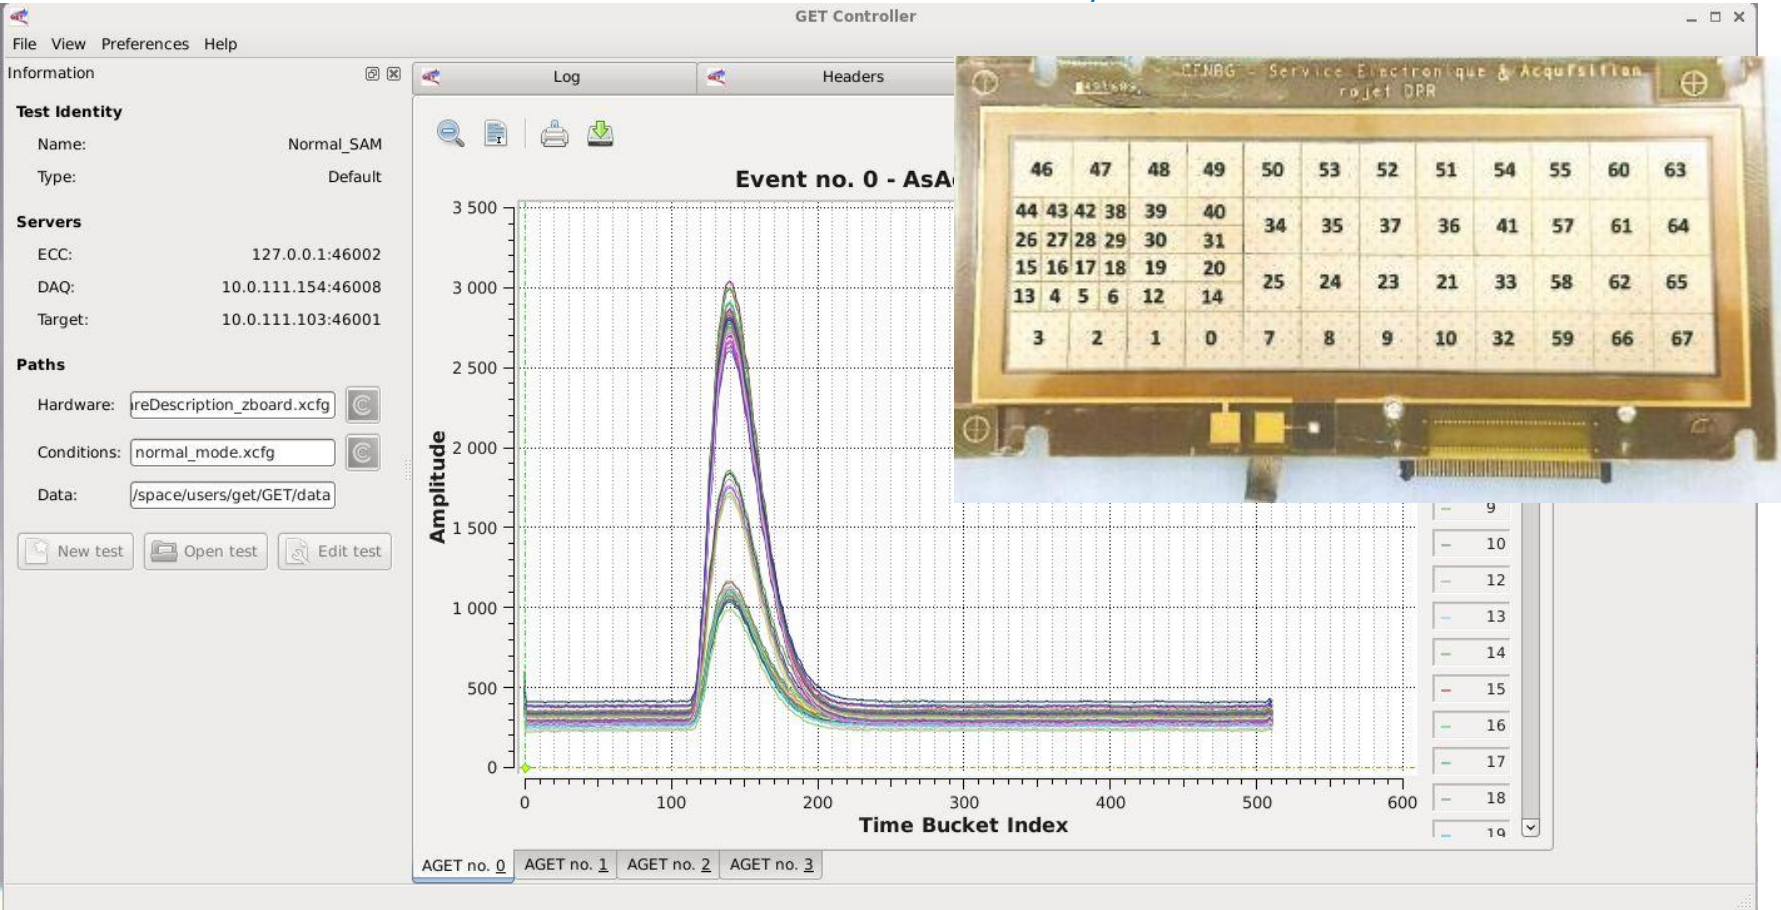 GET Controller
File View Preferences Help
Information
Test Identity
Name: Normal_SAM
Type: Default
Servers
ECC: 127.0.0.1:46002
DAQ: 10.0.111.154:46008
Target: 10.0.111.103:46001
Paths
Hardware: reDescription_zboard.xcfg
Conditions: normal_mode.xcfg
Data: /space/users/get/GET/data
New test Open test Edit test
Log Headers
Event no. 0 - AsA
3 500
3 000
2 500
2 000
1 500
1 000
500
0
Amplitude
0 100 200 300 400 500 600
Time Bucket Index
9
10
12
13
14
15
16
17
18
19
AGET no. 0 AGET no. 1 AGET no. 2 AGET no. 3
CENBG - Service Electronique & Acquisition
rojet DPR
46 47 48 49 50 53 52 51 54 55 60 63
44 43 42 38 39 40
34 35 37 36 41 57 61 64
26 27 28 29 30 31
15 16 17 18 19 20
25 24 23 21 33 58 62 65
13 4 5 6 12 14
3 2 1 0 7 8 9 10 32 59 66 67